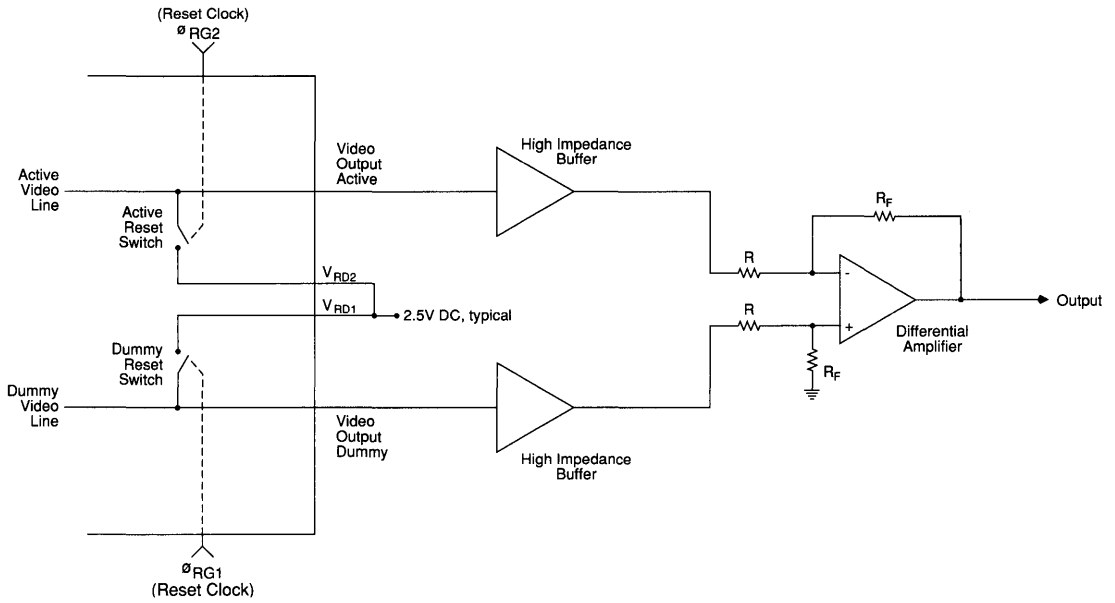 (Reset Clock)
ø RG2
Video
Output
Active
High Impedance
Buffer
Active
Video
Line
Active
Reset
Switch
RF
R
-
VRD2
VRD1
2.5V DC, typical
R
+
Output
Differential
Amplifier
RF
Dummy
Reset
Switch
Dummy
Video
Line
Video
Output
Dummy
High Impedance
Buffer
ø RG1
(Reset Clock)